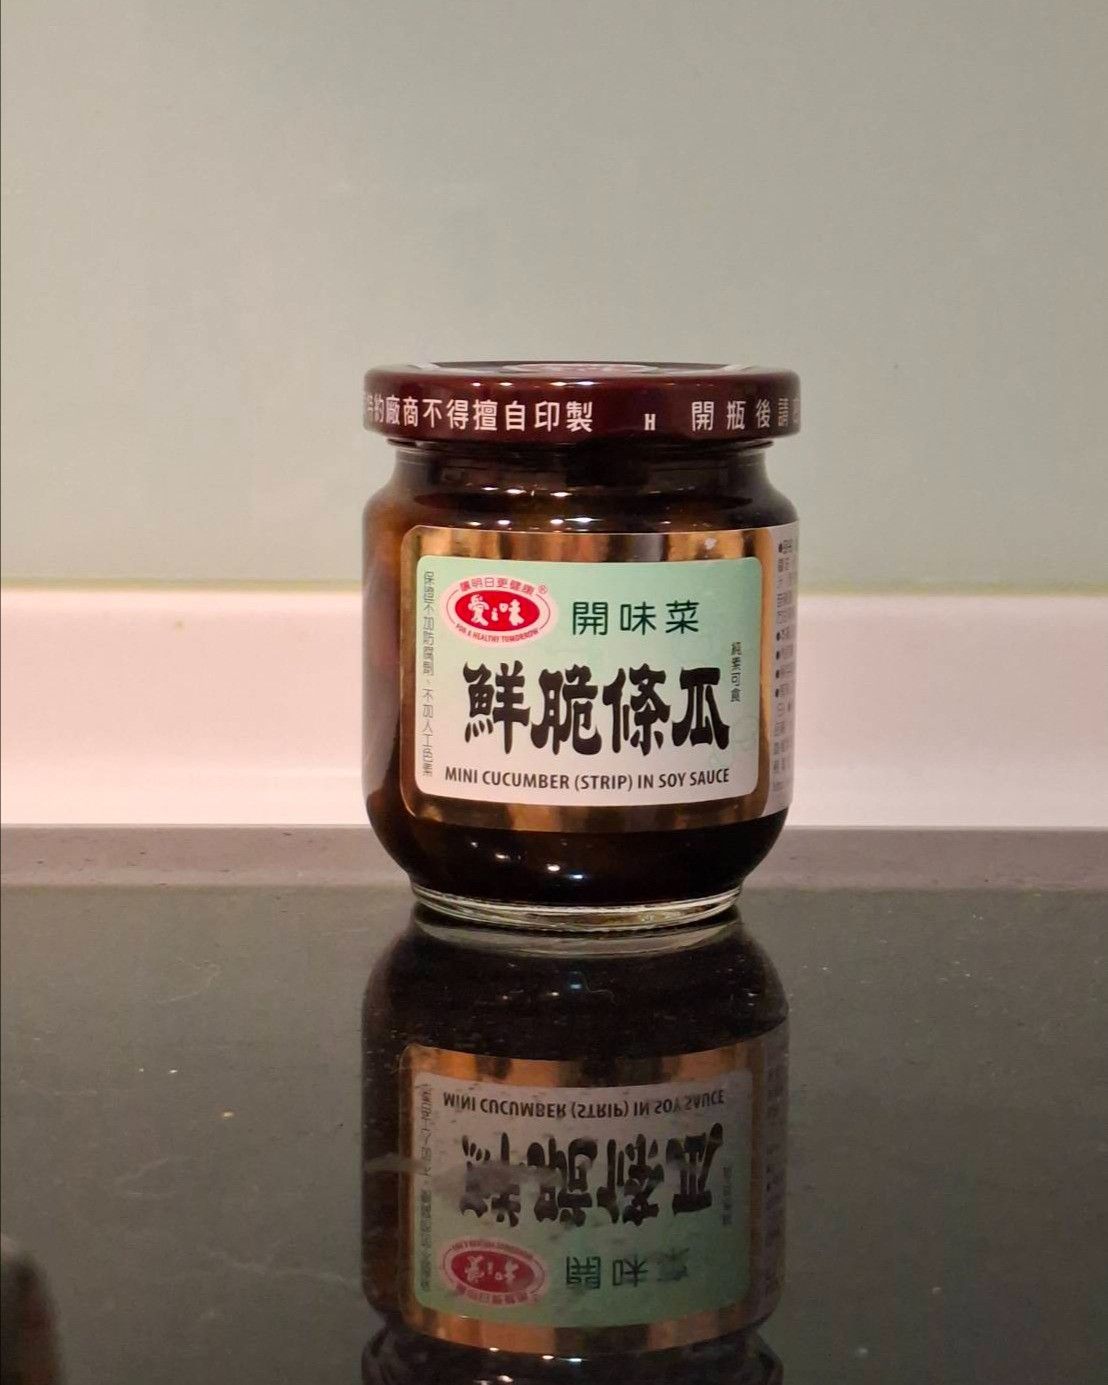 約廠商不得擅自印製 H 開瓶後請
讓明日更健康®
愛之味
FOR A HEALTHY TOMORROW
開味菜
純素可食
鮮脆條瓜
MINI CUCUMBER (STRIP) IN SOY SAUCE
保證不加防腐劑、不加人工色素